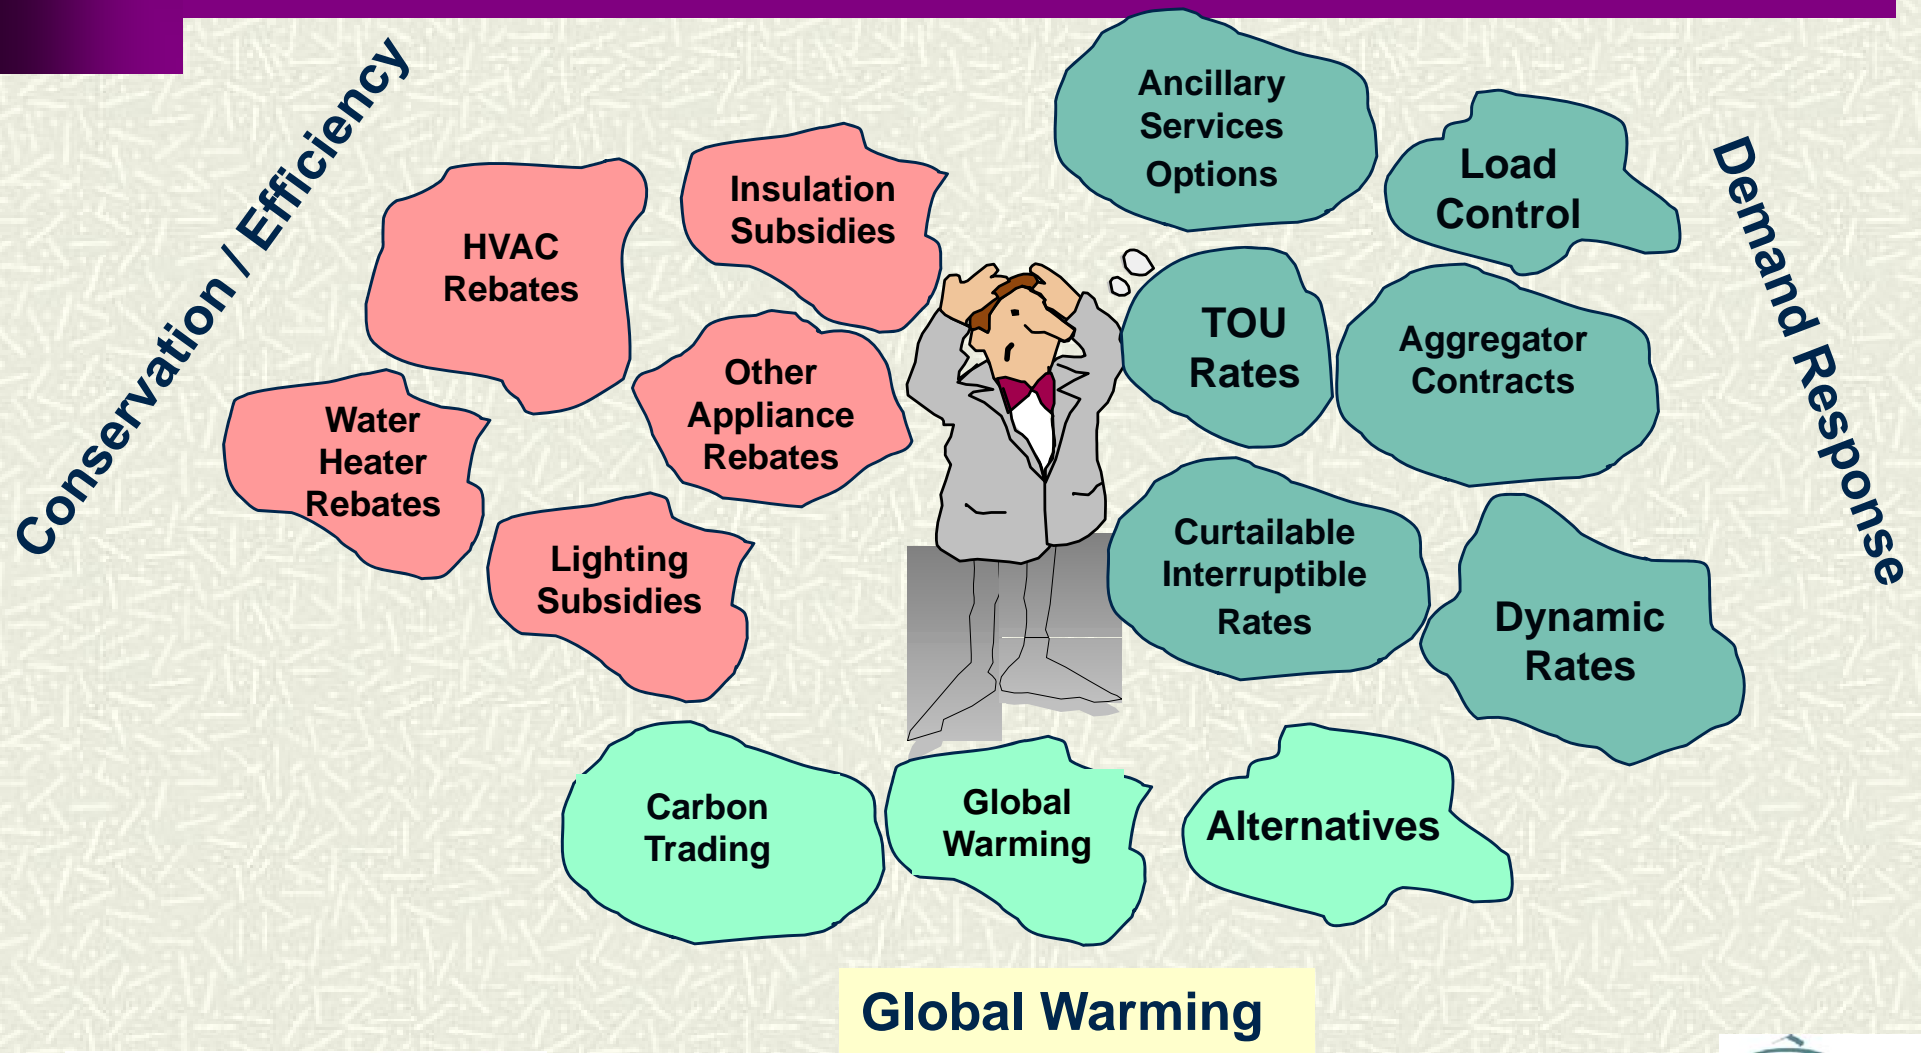 Conservation / Efficiency
HVAC
Rebates
Insulation
Subsidies
Water
Heater
Rebates
Other
Appliance
Rebates
Lighting
Subsidies
Ancillary
Services
Options
Load
Control
TOU
Rates
Aggregator
Contracts
Curtailable
Interruptible
Rates
Dynamic
Rates
Demand Response
Carbon
Trading
Global
Warming
Alternatives
Global Warming